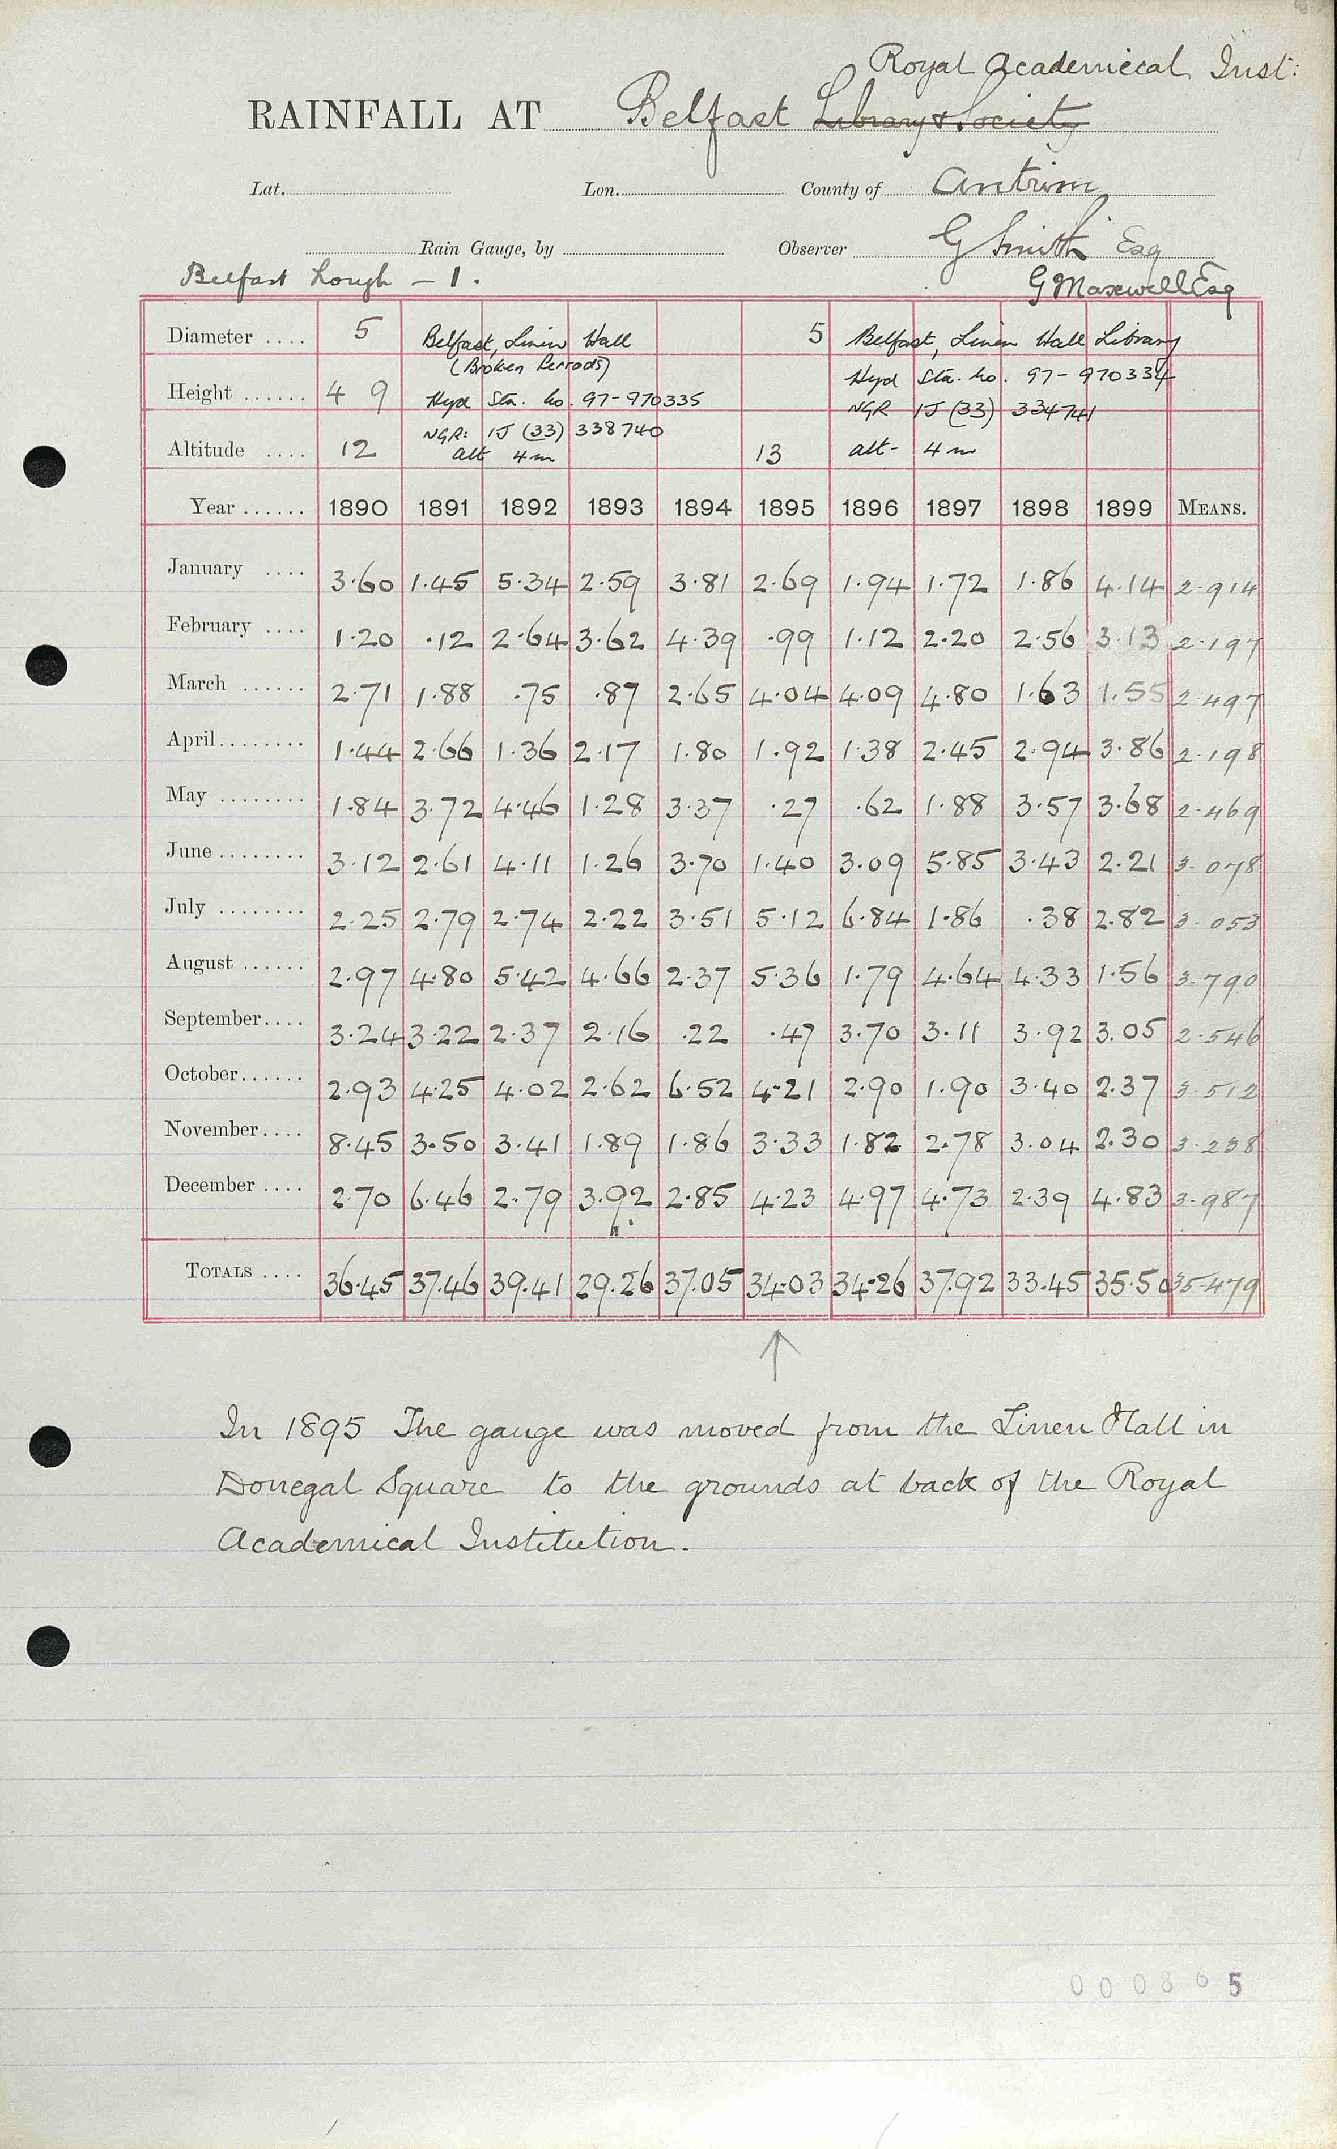 Royal Academical Inst:
RAINFALL AT Belfast Library & Society
Lat. Lon. County of Antrim
Rain Gauge, by Observer G Smith Esq
Belfast Lough - 1. G Maxwell Esq
Diameter .... 5 Belfast, Linen Hall 5 Belfast, Linen Hall Library
(Broken Periods)
Height ...... 4 9 Hyd Stn. No. 97-970335 Hyd Stn. No. 97-970334
NGR: IJ (33) 338740 NGR IJ (33) 334741
Altitude .... 12 alt 4m 13 alt- 4m
Year ...... 1890 1891 1892 1893 1894 1895 1896 1897 1898 1899 MEANS.
January .... 3.60 1.45 5.34 2.59 3.81 2.69 1.94 1.72 1.86 4.14 2.914
February .... 1.20 .12 2.64 3.62 4.39 .99 1.12 2.20 2.56 3.13 2.197
March ...... 2.71 1.88 .75 .87 2.65 4.04 4.09 4.80 1.63 1.55 2.497
April........ 1.44 2.66 1.36 2.17 1.80 1.92 1.38 2.45 2.94 3.86 2.198
May ........ 1.84 3.72 4.46 1.28 3.37 .27 .62 1.88 3.57 3.68 2.469
June ........ 3.12 2.61 4.11 1.26 3.70 1.40 3.09 5.85 3.43 2.21 3.078
July ........ 2.25 2.79 2.74 2.22 3.51 5.12 6.84 1.86 .38 2.82 3.053
August ...... 2.97 4.80 5.42 4.66 2.37 5.36 1.79 4.64 4.33 1.56 3.790
September.... 3.24 3.22 2.37 2.16 .22 .47 3.70 3.11 3.92 3.05 2.546
October...... 2.93 4.25 4.02 2.62 6.52 4.21 2.90 1.90 3.40 2.37 3.512
November.... 8.45 3.50 3.41 1.89 1.86 3.33 1.82 2.78 3.04 2.30 3.238
December .... 2.70 6.46 2.79 3.92 2.85 4.23 4.97 4.73 2.39 4.83 3.987
TOTALS .... 36.45 37.46 39.41 29.26 37.05 34.03 34.26 37.92 33.45 35.50 35.479
In 1895 The gauge was moved from the Linen Hall in
Donegal Square to the grounds at back of the Royal
Academical Institution.
000365